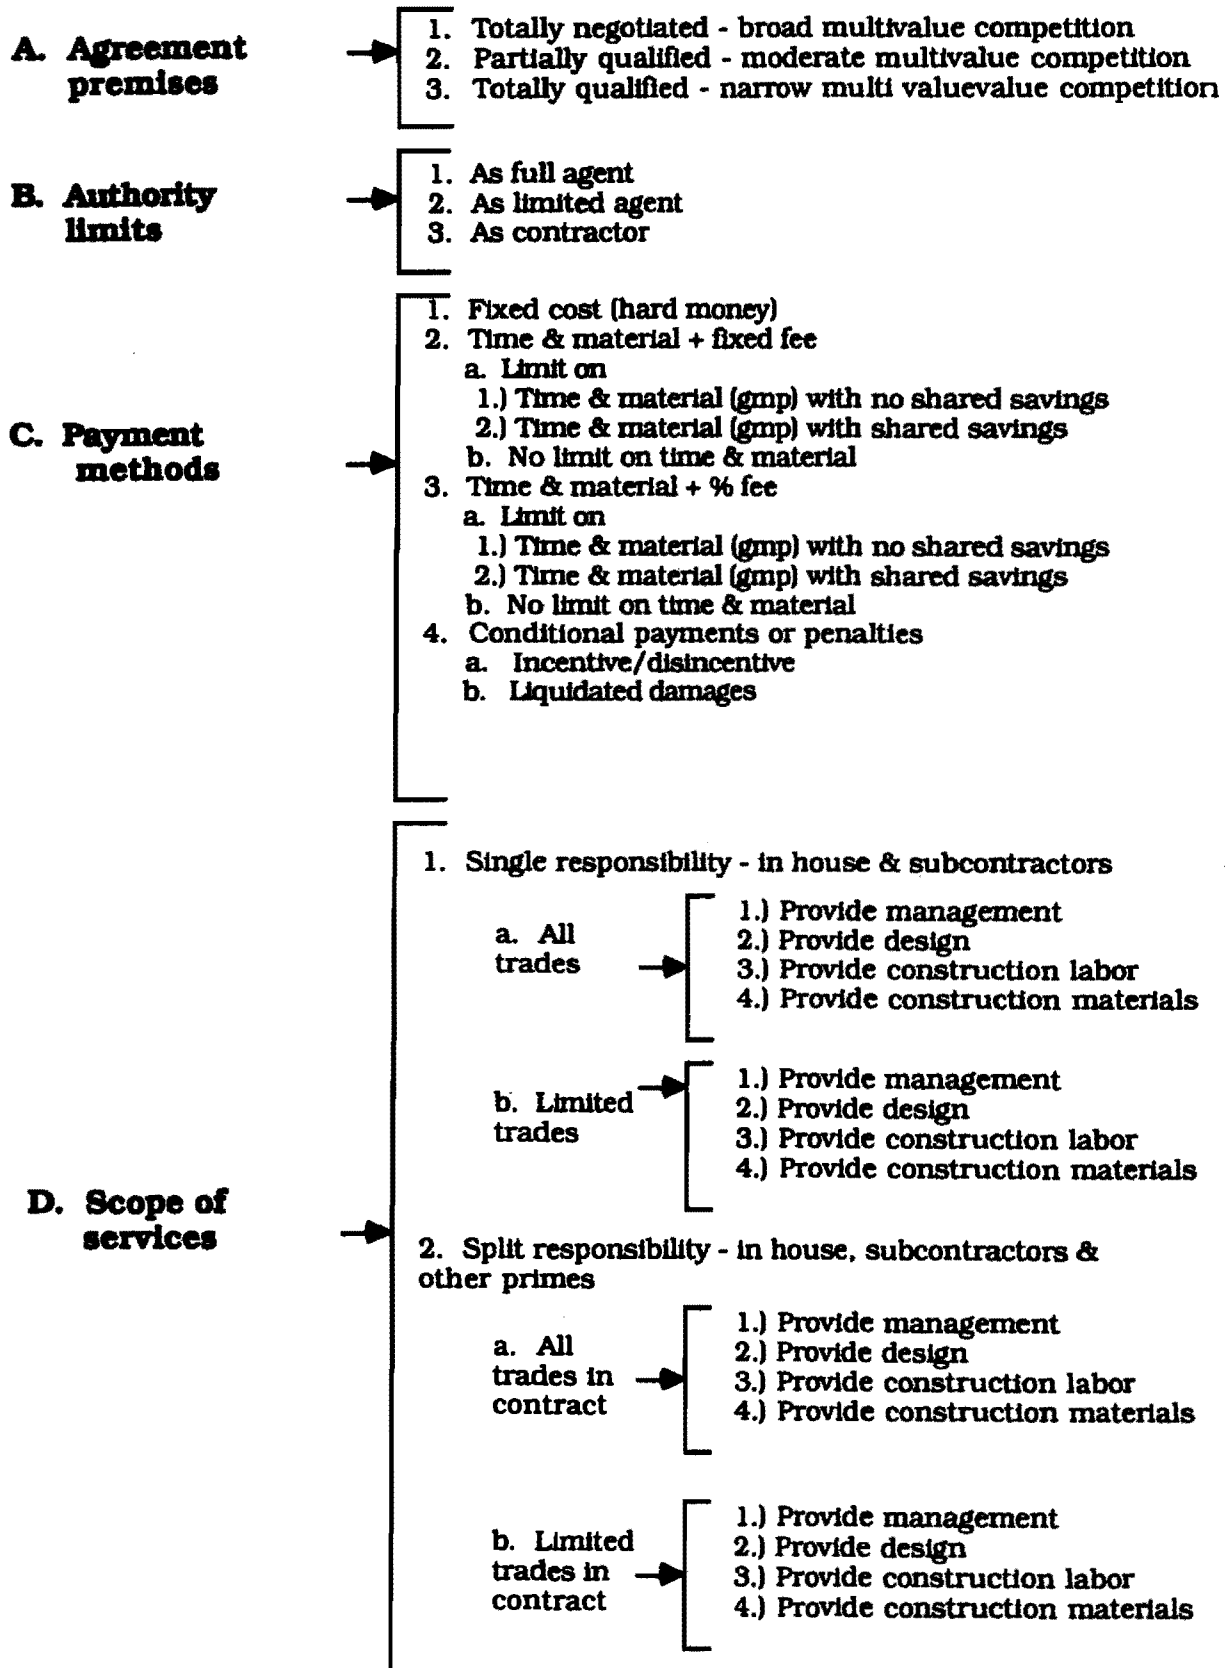 A. Agreement
premises
1. Totally negotiated - broad multivalue competition
2. Partially qualified - moderate multivalue competition
3. Totally qualified - narrow multi valuevalue competition
B. Authority
limits
1. As full agent
2. As limited agent
3. As contractor
C. Payment
methods
1. Fixed cost (hard money)
2. Time & material + fixed fee
a. Limit on
1.) Time & material (gmp) with no shared savings
2.) Time & material (gmp) with shared savings
b. No limit on time & material
3. Time & material + % fee
a. Limit on
1.) Time & material (gmp) with no shared savings
2.) Time & material (gmp) with shared savings
b. No limit on time & material
4. Conditional payments or penalties
a. Incentive/disincentive
b. Liquidated damages
D. Scope of
services
1. Single responsibility - in house & subcontractors
a. All
trades
1.) Provide management
2.) Provide design
3.) Provide construction labor
4.) Provide construction materials
b. Limited
trades
1.) Provide management
2.) Provide design
3.) Provide construction labor
4.) Provide construction materials
2. Split responsibility - in house, subcontractors &
other primes
a. All
trades in
contract
1.) Provide management
2.) Provide design
3.) Provide construction labor
4.) Provide construction materials
b. Limited
trades in
contract
1.) Provide management
2.) Provide design
3.) Provide construction labor
4.) Provide construction materials